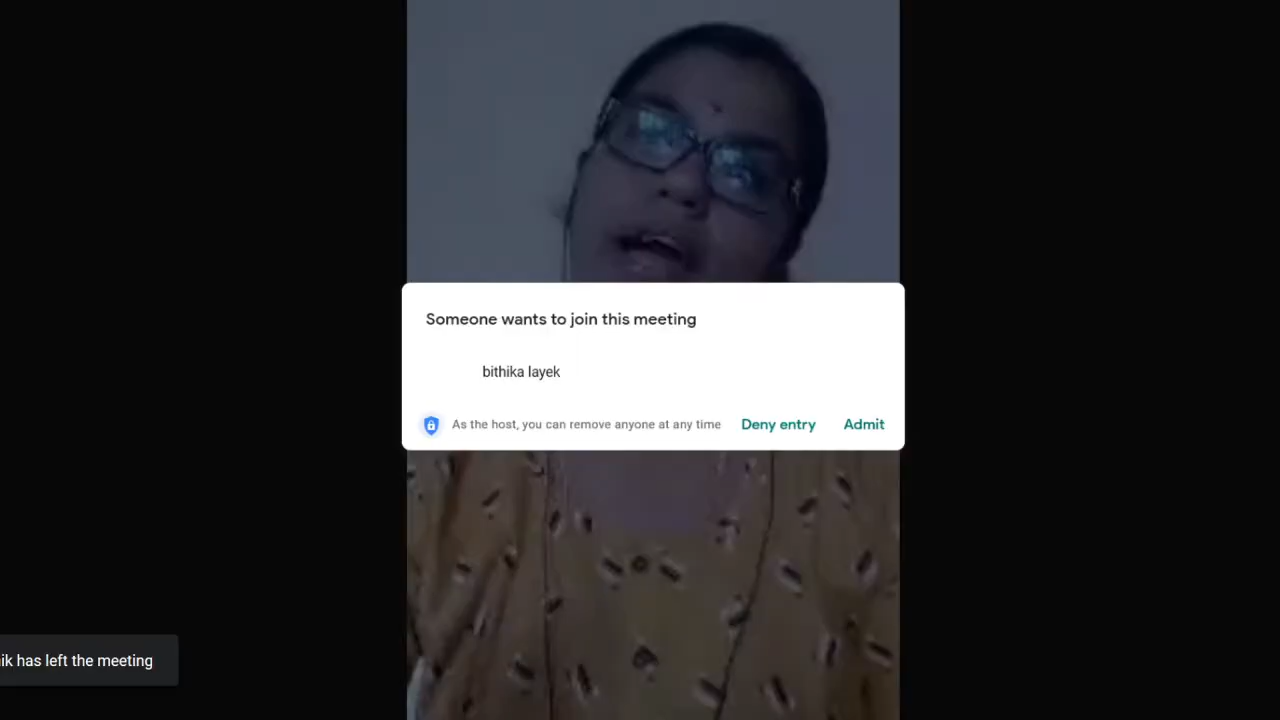 Someone wants to join this meeting
bithika layek
As the host, you can remove anyone at any time
Deny entry
Admit
has left the meeting